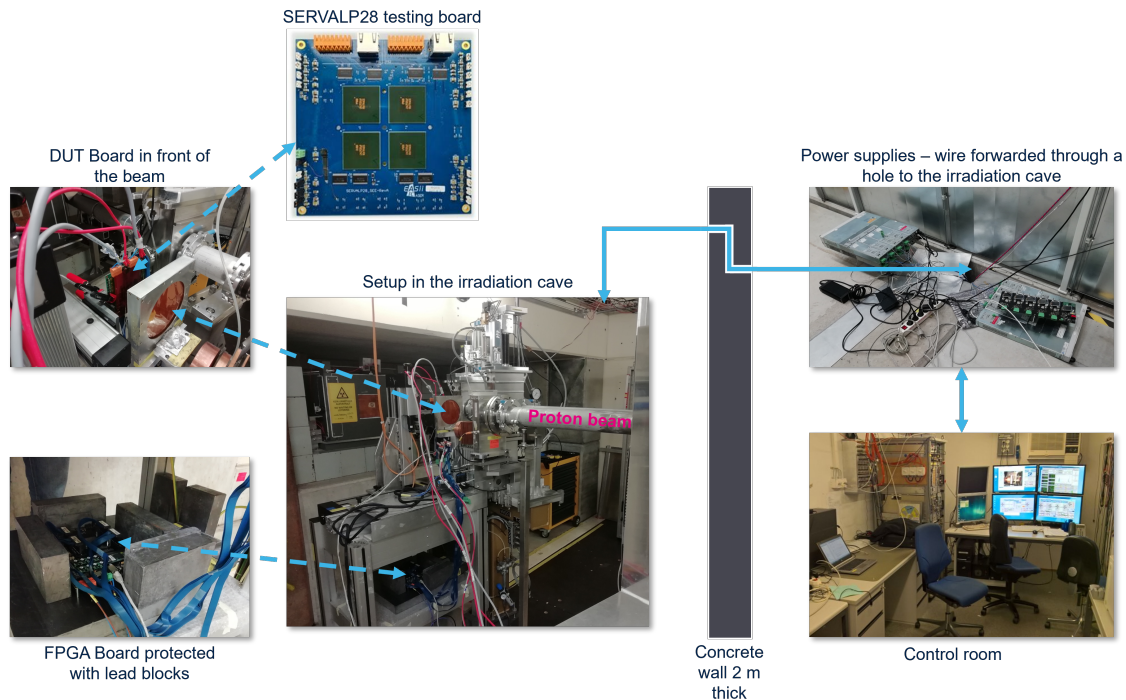 SERVALP28 testing board
DUT Board in front of
the beam
Power supplies – wire forwarded through a
hole to the irradiation cave
Setup in the irradiation cave
Proton beam
FPGA Board protected
with lead blocks
Concrete
wall 2 m
thick
Control room